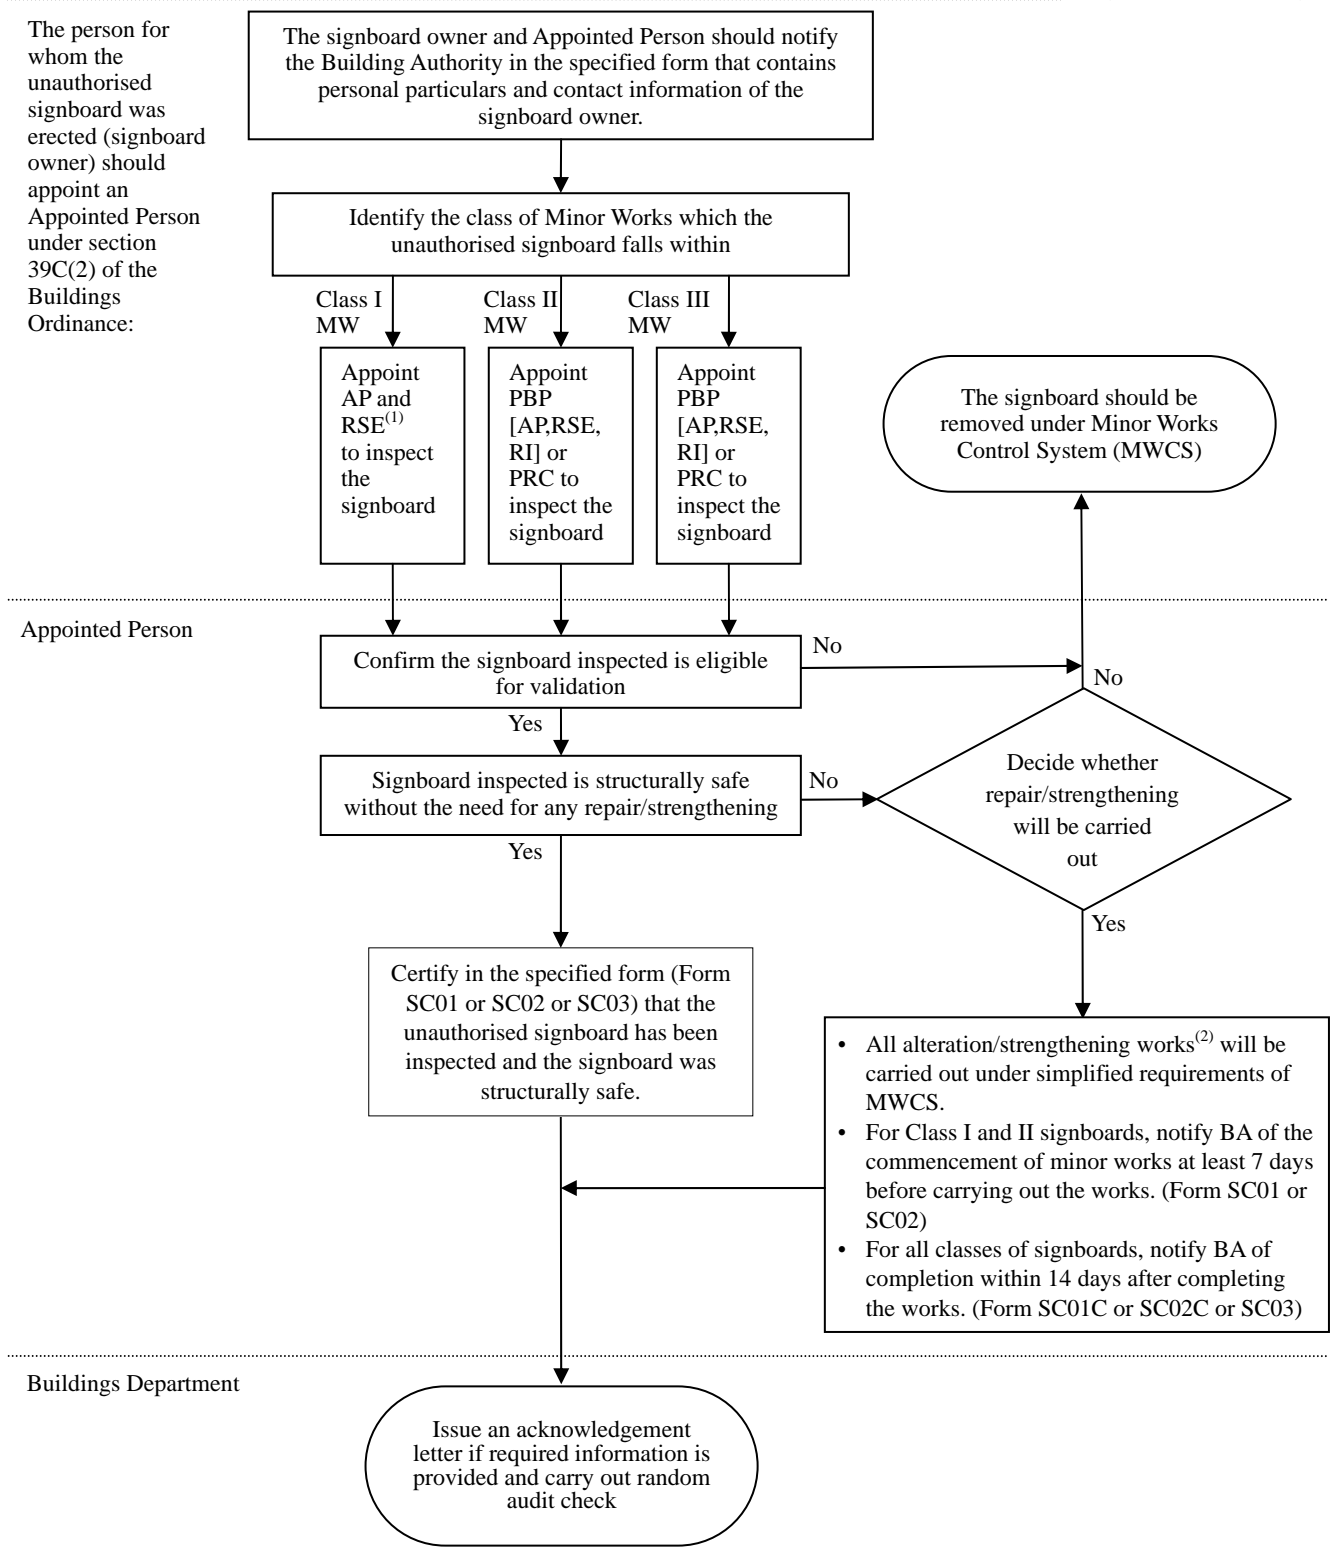 The person for
whom the
unauthorised
signboard was
erected (signboard
owner) should
appoint an
Appointed Person
under section
39C(2) of the
Buildings
Ordinance:
The signboard owner and Appointed Person should notify
the Building Authority in the specified form that contains
personal particulars and contact information of the
signboard owner.
Identify the class of Minor Works which the
unauthorised signboard falls within
Class I
MW
Class II
MW
Class III
MW
Appoint
AP and
RSE(1)
to inspect
the
signboard
Appoint
PBP
[AP,RSE,
RI] or
PRC to
inspect the
signboard
Appoint
PBP
[AP,RSE,
RI] or
PRC to
inspect the
signboard
The signboard should be
removed under Minor Works
Control System (MWCS)
Appointed Person
Confirm the signboard inspected is eligible
for validation
No
No
Yes
Signboard inspected is structurally safe
without the need for any repair/strengthening
No
Decide whether
repair/strengthening
will be carried
out
Yes
Yes
Certify in the specified form (Form
SC01 or SC02 or SC03) that the
unauthorised signboard has been
inspected and the signboard was
structurally safe.
• All alteration/strengthening works(2) will be
carried out under simplified requirements of
MWCS.
• For Class I and II signboards, notify BA of the
commencement of minor works at least 7 days
before carrying out the works. (Form SC01 or
SC02)
• For all classes of signboards, notify BA of
completion within 14 days after completing
the works. (Form SC01C or SC02C or SC03)
Buildings Department
Issue an acknowledgement
letter if required information is
provided and carry out random
audit check